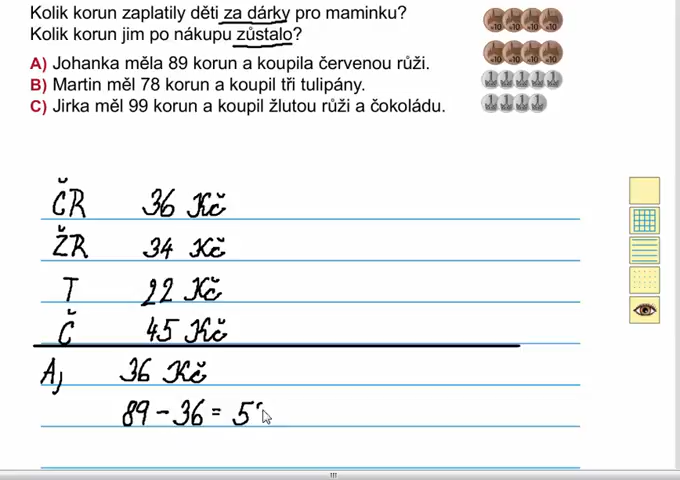 Kolik korun zaplatily děti za dárky pro maminku?
Kolik korun jim po nákupu zůstalo?
A) Johanka měla 89 korun a koupila červenou růži.
B) Martin měl 78 korun a koupil tři tulipány.
C) Jirka měl 99 korun a koupil žlutou růži a čokoládu.
ČR 36 Kč
ŽR 34 Kč
T 22 Kč
Č 45 Kč
A) 36 Kč
89 - 36 = 5